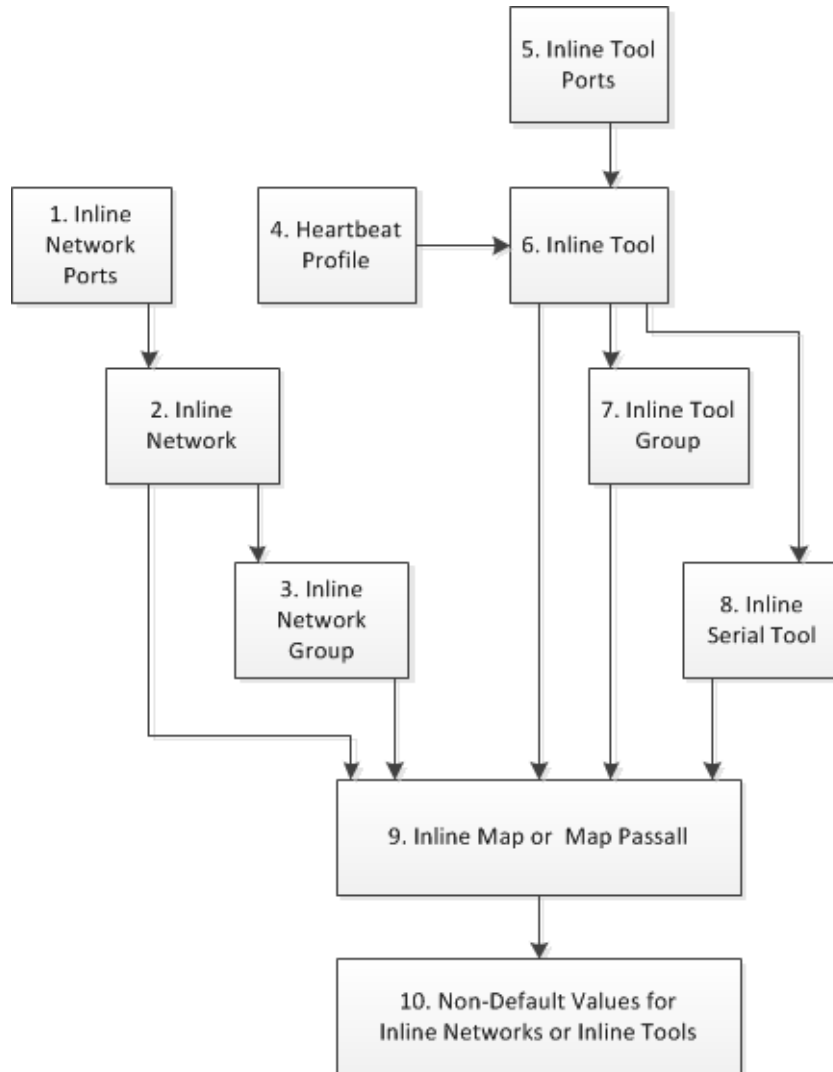 5. Inline Tool
Ports
1. Inline
Network
Ports
4. Heartbeat
Profile
6. Inline Tool
2. Inline
Network
7. Inline Tool
Group
3. Inline
Network
Group
8. Inline
Serial Tool
9. Inline Map or  Map Passall
10. Non-Default Values for
Inline Networks or Inline Tools